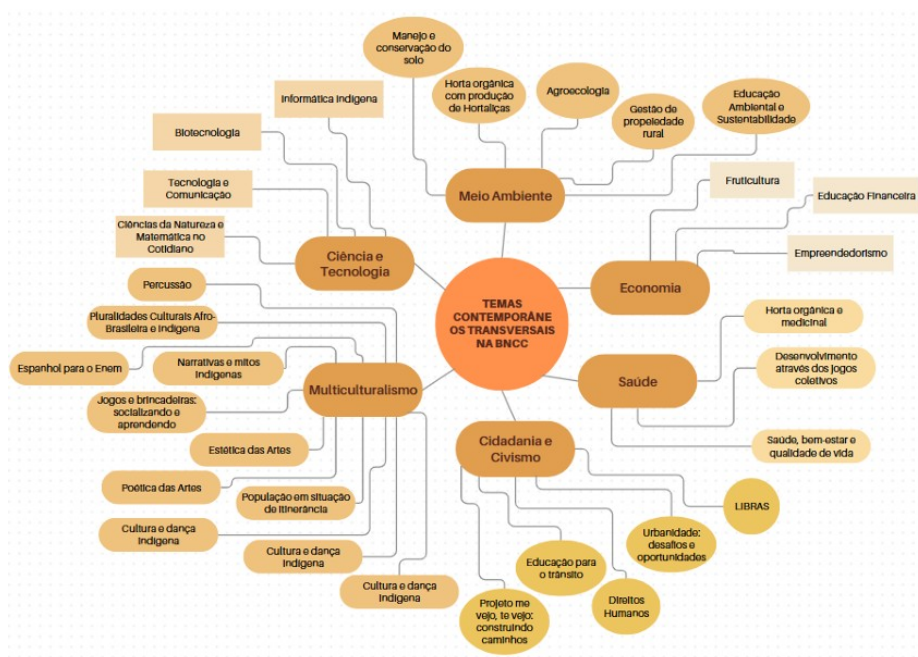 Manejo e
conservação do
solo
Horta orgânica
com produção
de Hortaliças
Agroecologia
Gestão de
propeiedade
rural
Educação
Ambiental e
Sustentabilidade
Informática Indígena
Biotecnologia
Tecnologia e
Comunicação
Ciências da Natureza e
Matemática no
Cotidiano
Meio Ambiente
Fruticultura
Educação Financeira
Empreendedorismo
Ciência e
Tecnologia
Economia
TEMAS
CONTEMPORÂNE
OS TRANSVERSAIS
NA BNCC
Percussão
Pluralidades Culturais Afro-
Brasileira e Indígena
Espanhol para o Enem
Narrativas e mitos
Indígenas
Jogos e brincadeiras:
socializando e
aprendendo
Multiculturalismo
Saúde
Horta orgânica e
medicinal
Desenvolvimento
através dos jogos
coletivos
Saúde, bem-estar e
qualidade de vida
Cidadania e
Civismo
Estética das Artes
Poética das Artes
População em situação
de Itinerância
Cultura e dança
Indígena
Cultura e dança
Indígena
Cultura e dança
Indígena
LIBRAS
Urbanidade:
desafios e
oportunidades
Educação para
o trânsito
Direitos
Humanos
Projeto me
vejo, te vejo:
construindo
caminhos